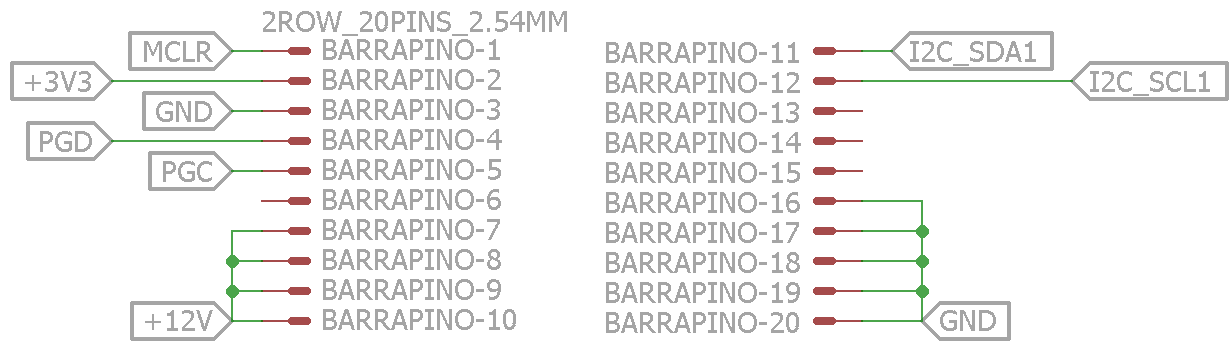 2ROW_20PINS_2.54MM
MCLR BARRAPINO-1
+3V3 BARRAPINO-2
GND BARRAPINO-3
PGD BARRAPINO-4
PGC BARRAPINO-5
BARRAPINO-6
BARRAPINO-7
BARRAPINO-8
BARRAPINO-9
+12V BARRAPINO-10
BARRAPINO-11 I2C_SDA1
BARRAPINO-12 I2C_SCL1
BARRAPINO-13
BARRAPINO-14
BARRAPINO-15
BARRAPINO-16
BARRAPINO-17
BARRAPINO-18
BARRAPINO-19
BARRAPINO-20 GND